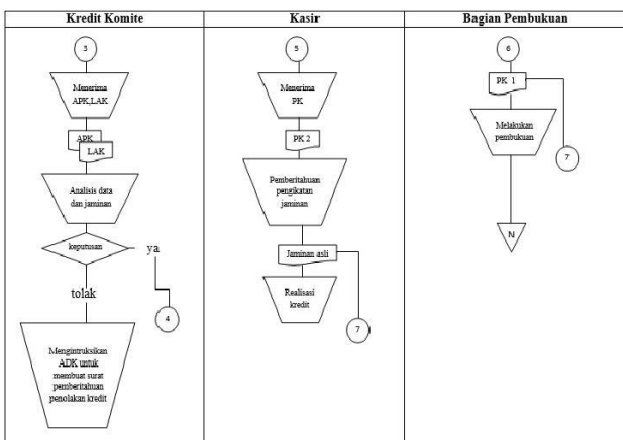 Kredit Komite
3
Menerima
APK,LAK
APK
LAK
Analisis data
dan jaminan
keputusan
ya
tolak
4
Mengintruksikan
ADK untuk
membuat surat
pemberitahuan
penolakan kredit
Kasir
5
Menerima
PK
PK 2
Pemberitahuan
pengikatan
jaminan
Jaminan asli
Realisasi
kredit
7
Bagian Pembukuan
6
PK 1
Melakukan
pembukuan
7
N